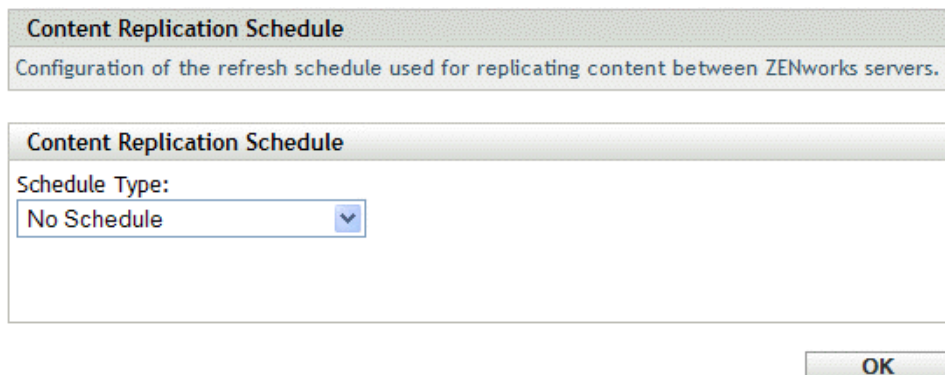 Content Replication Schedule
Configuration of the refresh schedule used for replicating content between ZENworks servers.
Content Replication Schedule
Schedule Type:
No Schedule
OK